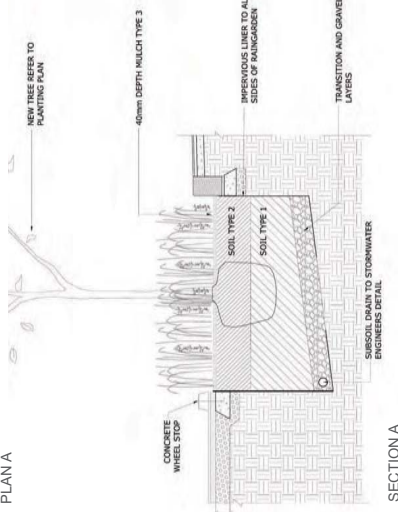 PLAN A
NEW TREE REFER TO
PLANTING PLAN
40mm DEPTH MULCH TYPE 3
CONCRETE
WHEEL STOP
IMPERVIOUS LINER TO AL
SIDES OF RAINGARDEN
SOIL TYPE 2
SOIL TYPE 1
TRANSITION AND GRAVEL
LAYERS
SUBSOIL DRAIN TO STORMWATER
ENGINEERS DETAIL
SECTION A